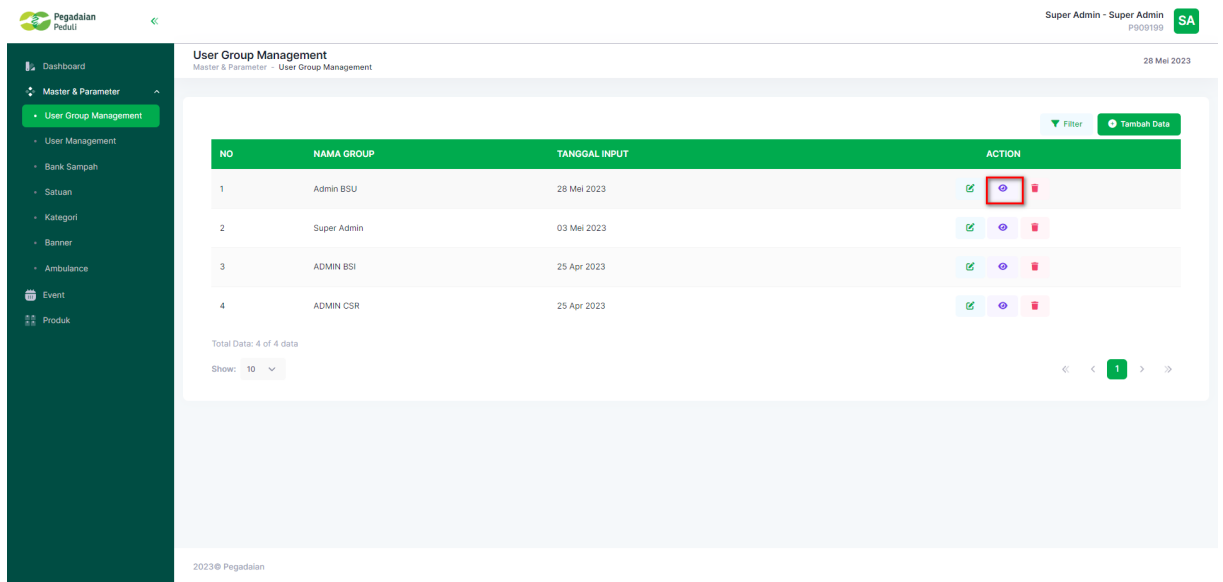 Pegadaian
Peduli
Super Admin - Super Admin
P909199
SA
User Group Management
Master & Parameter - User Group Management
28 Mei 2023
Dashboard
Master & Parameter
User Group Management
User Management
Bank Sampah
Satuan
Kategori
Banner
Ambulance
Event
Produk
Filter
Tambah Data
NO NAMA GROUP TANGGAL INPUT ACTION
1 Admin BSU 28 Mei 2023
2 Super Admin 03 Mei 2023
3 ADMIN BSI 25 Apr 2023
4 ADMIN CSR 25 Apr 2023
Total Data: 4 of 4 data
Show: 10
1
2023© Pegadaian